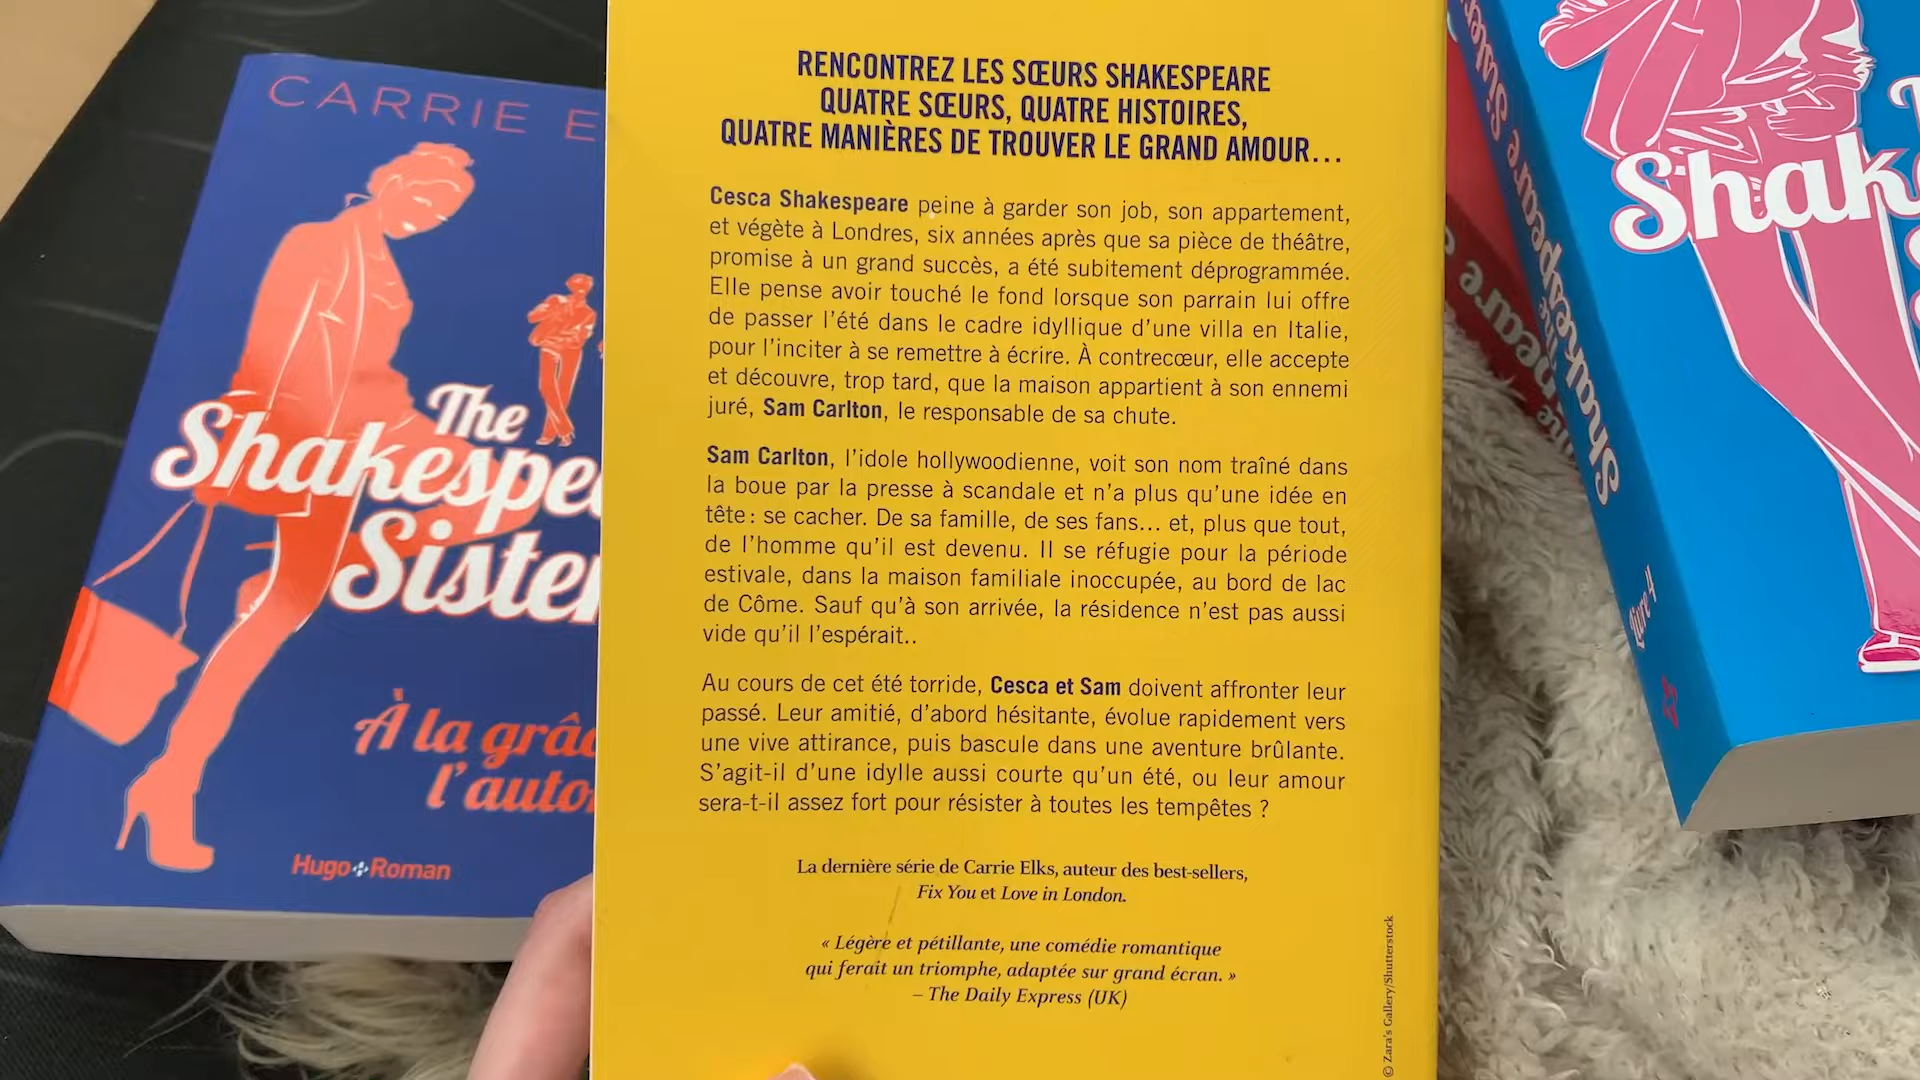 CARRIE E
The
Shakespea
Sister
À la grâc
l'auto
Hugo Roman
RENCONTREZ LES SŒURS SHAKESPEARE
QUATRE SŒURS, QUATRE HISTOIRES,
QUATRE MANIÈRES DE TROUVER LE GRAND AMOUR...
Cesca Shakespeare peine à garder son job, son appartement,
et végète à Londres, six années après que sa pièce de théâtre,
promise à un grand succès, a été subitement déprogrammée.
Elle pense avoir touché le fond lorsque son parrain lui offre
de passer l'été dans le cadre idyllique d'une villa en Italie,
pour l'inciter à se remettre à écrire. À contrecœur, elle accepte
et découvre, trop tard, que la maison appartient à son ennemi
juré, Sam Carlton, le responsable de sa chute.
Sam Carlton, l'idole hollywoodienne, voit son nom traîné dans
la boue par la presse à scandale et n'a plus qu'une idée en
tête : se cacher. De sa famille, de ses fans... et, plus que tout,
de l'homme qu'il est devenu. Il se réfugie pour la période
estivale, dans la maison familiale inoccupée, au bord de lac
de Côme. Sauf qu'à son arrivée, la résidence n'est pas aussi
vide qu'il l'espérait..
Au cours de cet été torride, Cesca et Sam doivent affronter leur
passé. Leur amitié, d'abord hésitante, évolue rapidement vers
une vive attirance, puis bascule dans une aventure brûlante.
S'agit-il d'une idylle aussi courte qu'un été, ou leur amour
sera-t-il assez fort pour résister à toutes les tempêtes ?
La dernière série de Carrie Elks, auteur des best-sellers,
Fix You et Love in London.
« Légère et pétillante, une comédie romantique
qui ferait un triomphe, adaptée sur grand écran. »
– The Daily Express (UK)
© Zara's Gallery/Shutterstock
Shak
Shakespeare
Livre 4